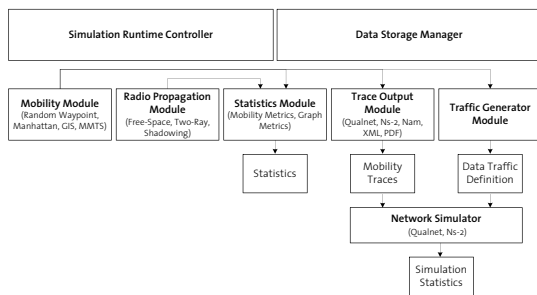 Simulation Runtime Controller
Data Storage Manager
Mobility Module
(Random Waypoint,
Manhattan, GIS, MMTS)
Radio Propagation
Module
(Free-Space, Two-Ray,
Shadowing)
Statistics Module
(Mobility Metrics, Graph
Metrics)
Trace Output
Module
(Qualnet, Ns-2, Nam,
XML, PDF)
Traffic Generator
Module
Statistics
Mobility
Traces
Data Traffic
Definition
Network Simulator
(Qualnet, Ns-2)
Simulation
Statistics